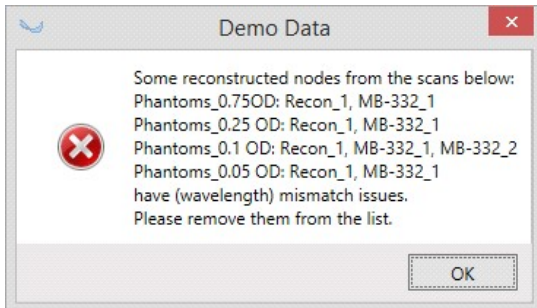 Demo Data
Some reconstructed nodes from the scans below:
Phantoms_0.75OD: Recon_1, MB-332_1
Phantoms_0.25 OD: Recon_1, MB-332_1
Phantoms_0.1 OD: Recon_1, MB-332_1, MB-332_2
Phantoms_0.05 OD: Recon_1, MB-332_1
have (wavelength) mismatch issues.
Please remove them from the list.
OK